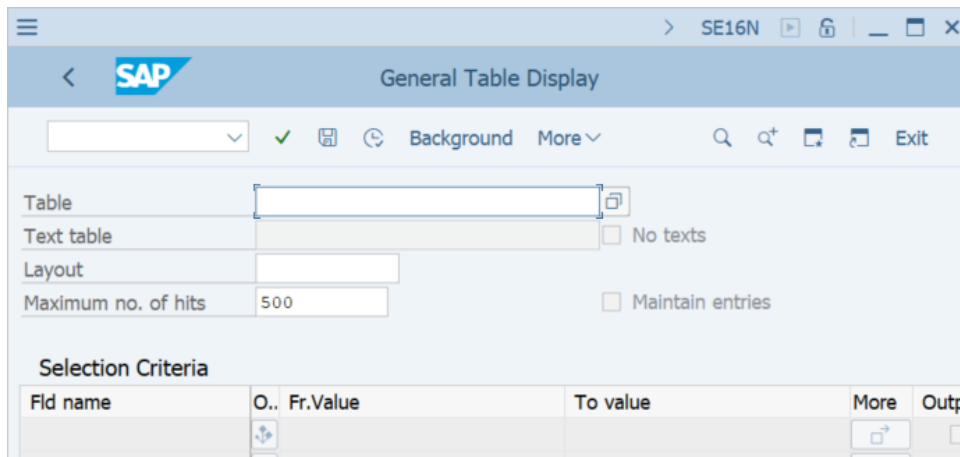 SE16N
SAP General Table Display
Background More Exit
Table
Text table No texts
Layout
Maximum no. of hits 500 Maintain entries
Selection Criteria
Fld name O.. Fr.Value To value More Outp